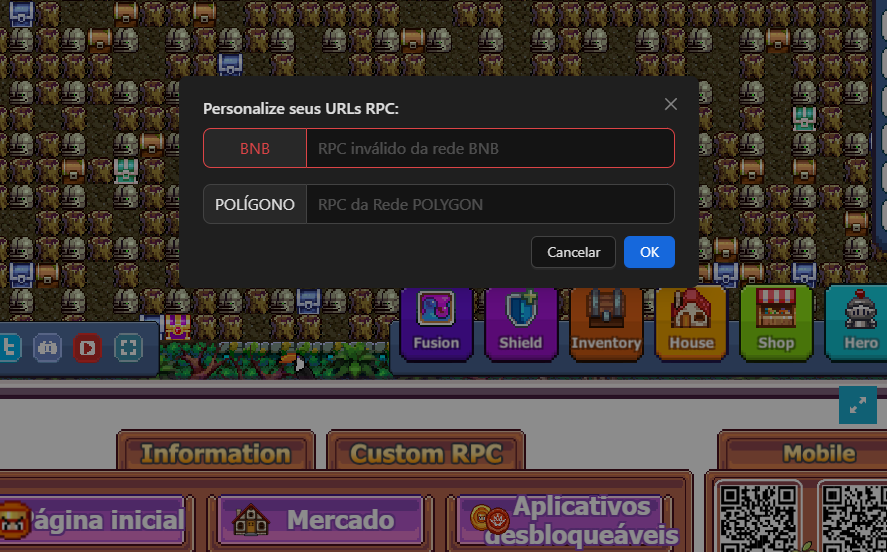 Personalize seus URLs RPC:
BNB
RPC inválido da rede BNB
POLÍGONO
RPC da Rede POLYGON
Cancelar
OK
Fusion
Shield
Inventory
House
Shop
Hero
Information
Custom RPC
Mobile
ágina inicial
Mercado
Aplicativos
desbloqueáveis